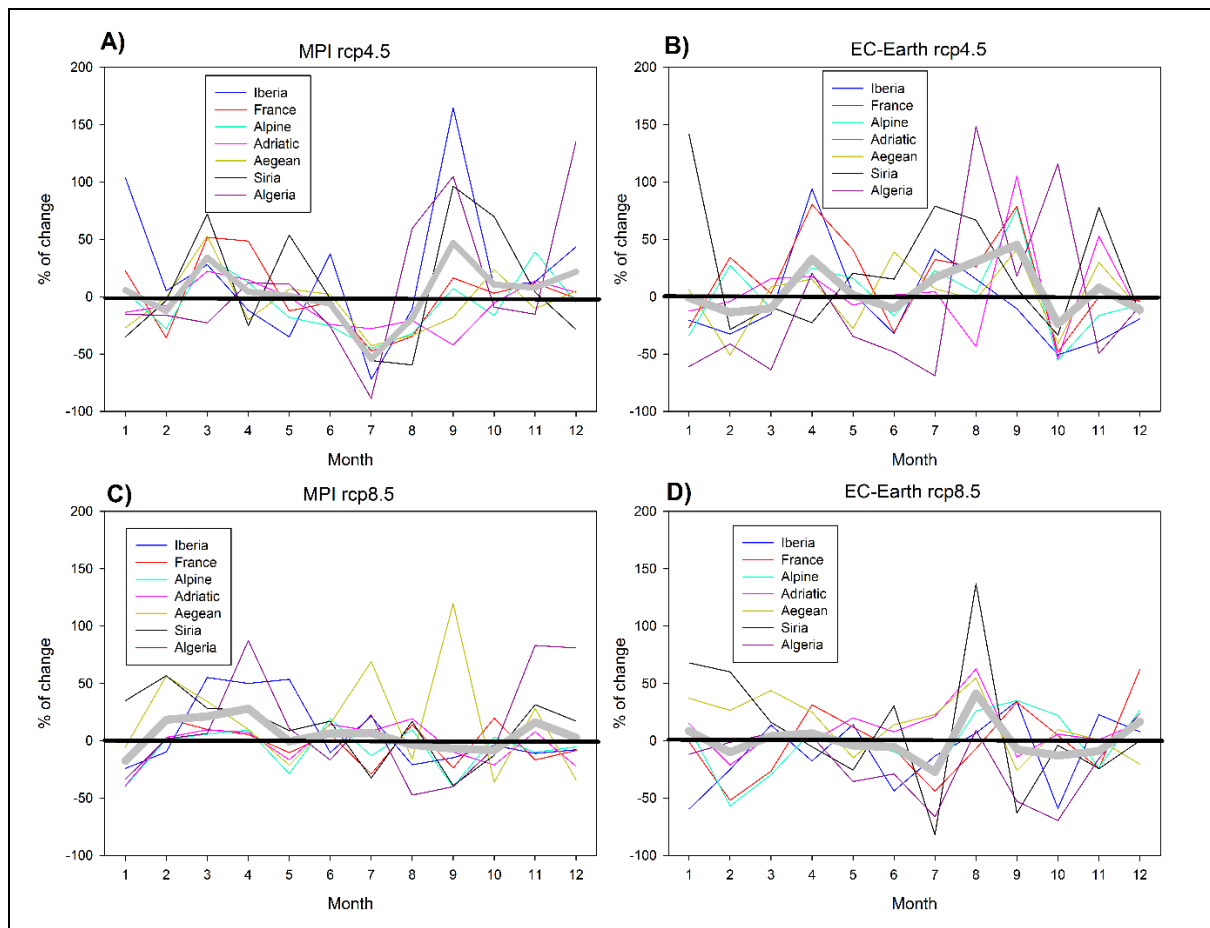 A)
MPI rcp4.5
200
150
100
50
0
-50
-100
% of change
Iberia
France
Alpine
Adriatic
Aegean
Siria
Algeria
1 2 3 4 5 6 7 8 9 10 11 12
Month
B)
EC-Earth rcp4.5
200
150
100
50
0
-50
-100
% of change
Iberia
France
Alpine
Adriatic
Aegean
Siria
Algeria
1 2 3 4 5 6 7 8 9 10 11 12
Month
C)
MPI rcp8.5
200
150
100
50
0
-50
-100
% of change
Iberia
France
Alpine
Adriatic
Aegean
Siria
Algeria
1 2 3 4 5 6 7 8 9 10 11 12
Month
D)
EC-Earth rcp8.5
200
150
100
50
0
-50
-100
% of change
Iberia
France
Alpine
Adriatic
Aegean
Siria
Algeria
1 2 3 4 5 6 7 8 9 10 11 12
Month